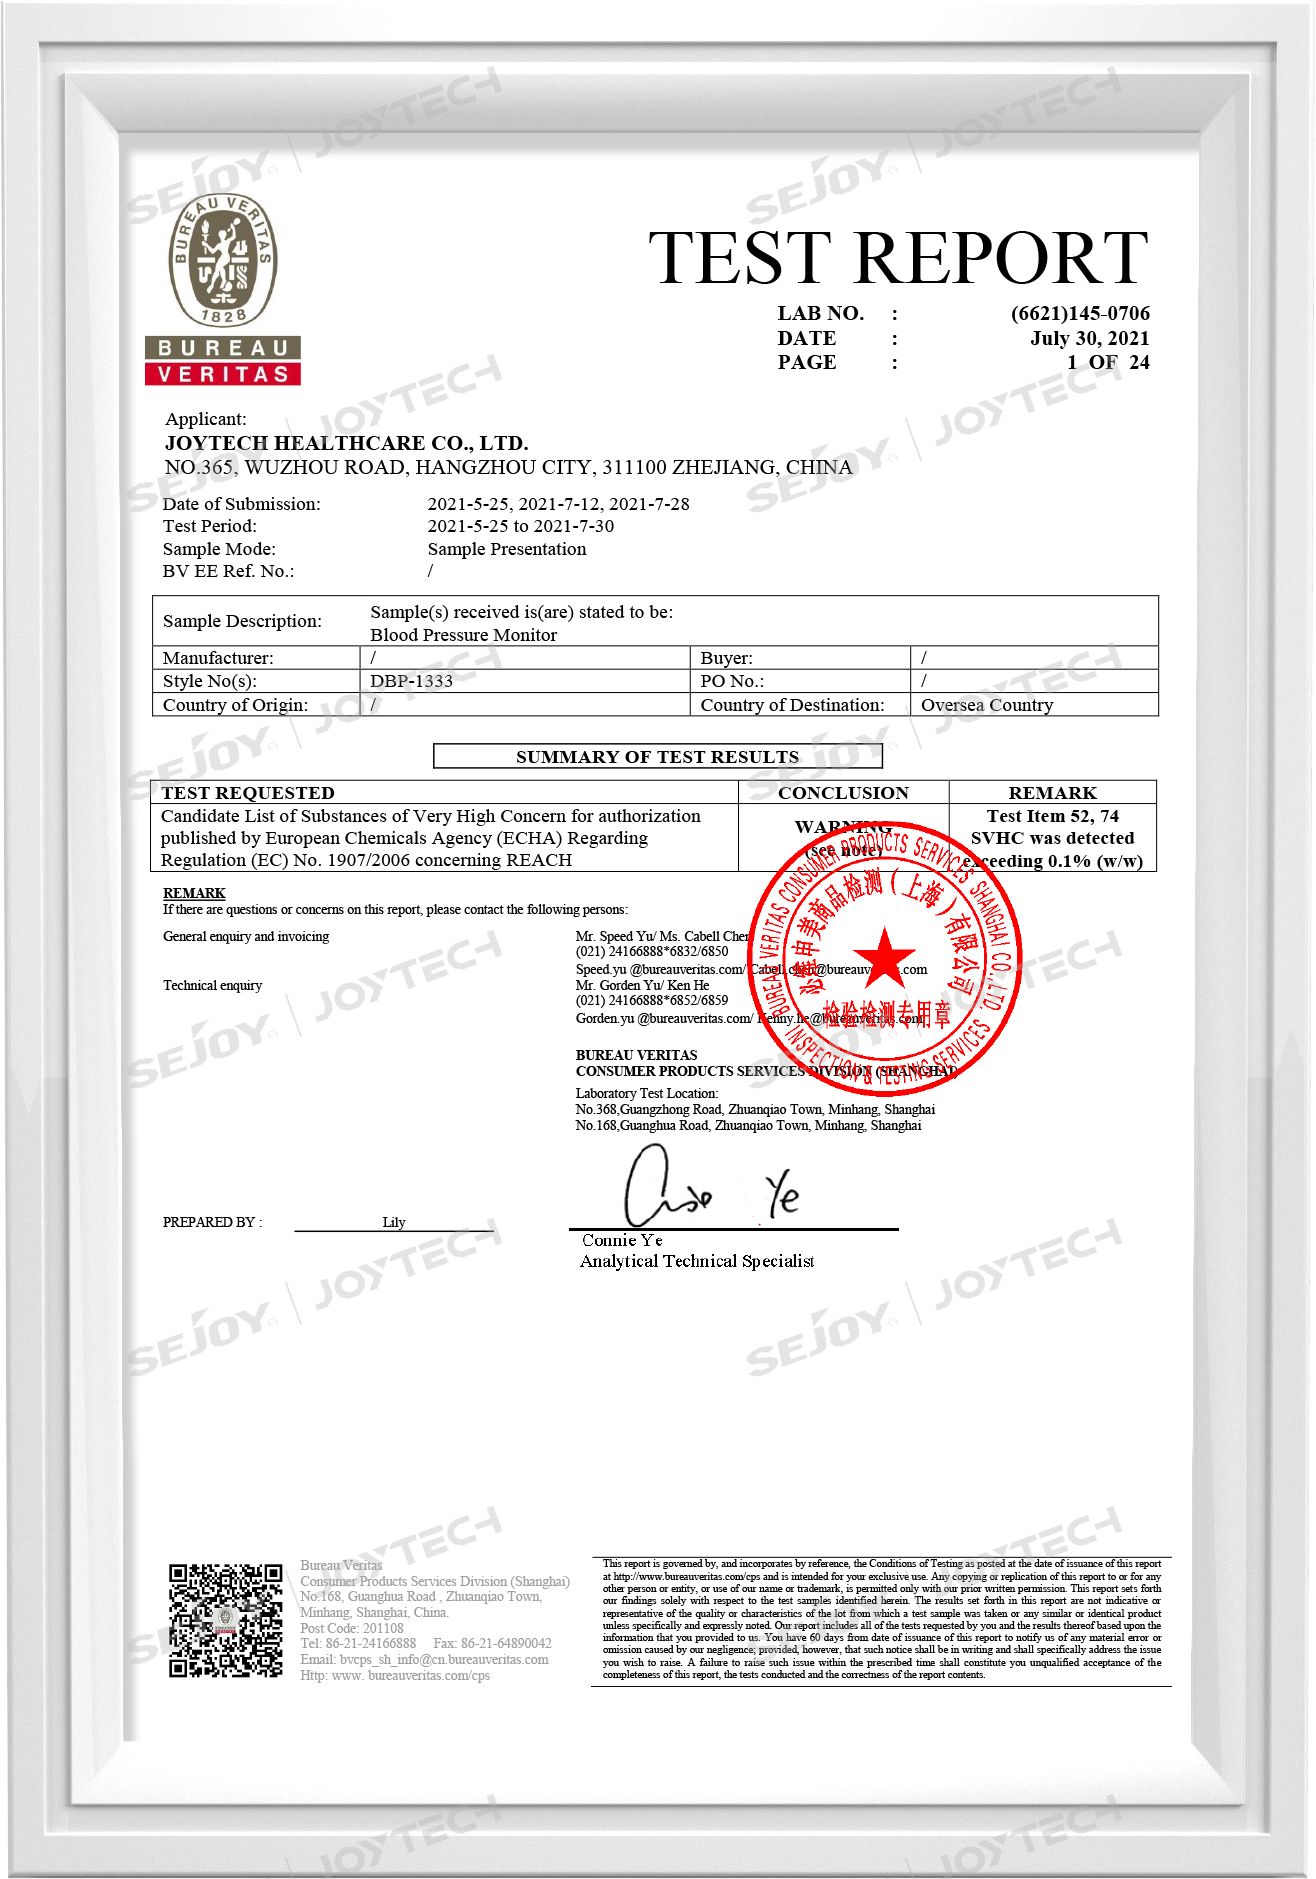 BUREAU VERITAS
1828
BUREAU
VERITAS
TEST REPORT
LAB NO. : (6621)145-0706
DATE : July 30, 2021
PAGE : 1 OF 24
Applicant:
JOYTECH HEALTHCARE CO., LTD.
NO.365, WUZHOU ROAD, HANGZHOU CITY, 311100 ZHEJIANG, CHINA
Date of Submission: 2021-5-25, 2021-7-12, 2021-7-28
Test Period: 2021-5-25 to 2021-7-30
Sample Mode: Sample Presentation
BV EE Ref. No.: /
Sample Description: Sample(s) received is(are) stated to be:
Blood Pressure Monitor
Manufacturer: / Buyer: /
Style No(s): DBP-1333 PO No.: /
Country of Origin: / Country of Destination: Oversea Country
SUMMARY OF TEST RESULTS
TEST REQUESTED CONCLUSION REMARK
Candidate List of Substances of Very High Concern for authorization
published by European Chemicals Agency (ECHA) Regarding
Regulation (EC) No. 1907/2006 concerning REACH
WARNING
(see note)
Test Item 52, 74
SVHC was detected
exceeding 0.1% (w/w)
REMARK
If there are questions or concerns on this report, please contact the following persons:
General enquiry and invoicing Mr. Speed Yu/ Ms. Cabell Chen
(021) 24166888*6832/6850
Speed.yu @bureauveritas.com/ Cabell.chen@bureauveritas.com
Technical enquiry Mr. Gorden Yu/ Ken He
(021) 24166888*6852/6859
Gorden.yu @bureauveritas.com/ Kenny.he@bureauveritas.com
BUREAU VERITAS
CONSUMER PRODUCTS SERVICES DIVISION (SHANGHAI)
Laboratory Test Location:
No.368,Guangzhong Road, Zhuanqiao Town, Minhang, Shanghai
No.168,Guanghua Road, Zhuanqiao Town, Minhang, Shanghai
BUREAU VERITAS CONSUMER PRODUCTS SERVICES SHANGHAI CO.,LTD.
申美商品检测(上海)有限公司
检验检测专用章
INSPECTION & TESTING SERVICES
PREPARED BY : Lily
Ye
Connie Ye
Analytical Technical Specialist
Bureau Veritas
Consumer Products Services Division (Shanghai)
No.168, Guanghua Road , Zhuanqiao Town,
Minhang, Shanghai, China.
Post Code: 201108
Tel: 86-21-24166888 Fax: 86-21-64890042
Email: bvcps_sh_info@cn.bureauveritas.com
Http: www. bureauveritas.com/cps
This report is governed by, and incorporates by reference, the Conditions of Testing as posted at the date of issuance of this report
at http://www.bureauveritas.com/cps and is intended for your exclusive use. Any copying or replication of this report to or for any
other person or entity, or use of our name or trademark, is permitted only with our prior written permission. This report sets forth
our findings solely with respect to the test samples identified herein. The results set forth in this report are not indicative or
representative of the quality or characteristics of the lot from which a test sample was taken or any similar or identical product
unless specifically and expressly noted. Our report includes all of the tests requested by you and the results thereof based upon the
information that you provided to us. You have 60 days from date of issuance of this report to notify us of any material error or
omission caused by our negligence; provided, however, that such notice shall be in writing and shall specifically address the issue
you wish to raise. A failure to raise such issue within the prescribed time shall constitute you unqualified acceptance of the
completeness of this report, the tests conducted and the correctness of the report contents.
SEJOY | JOYTECH